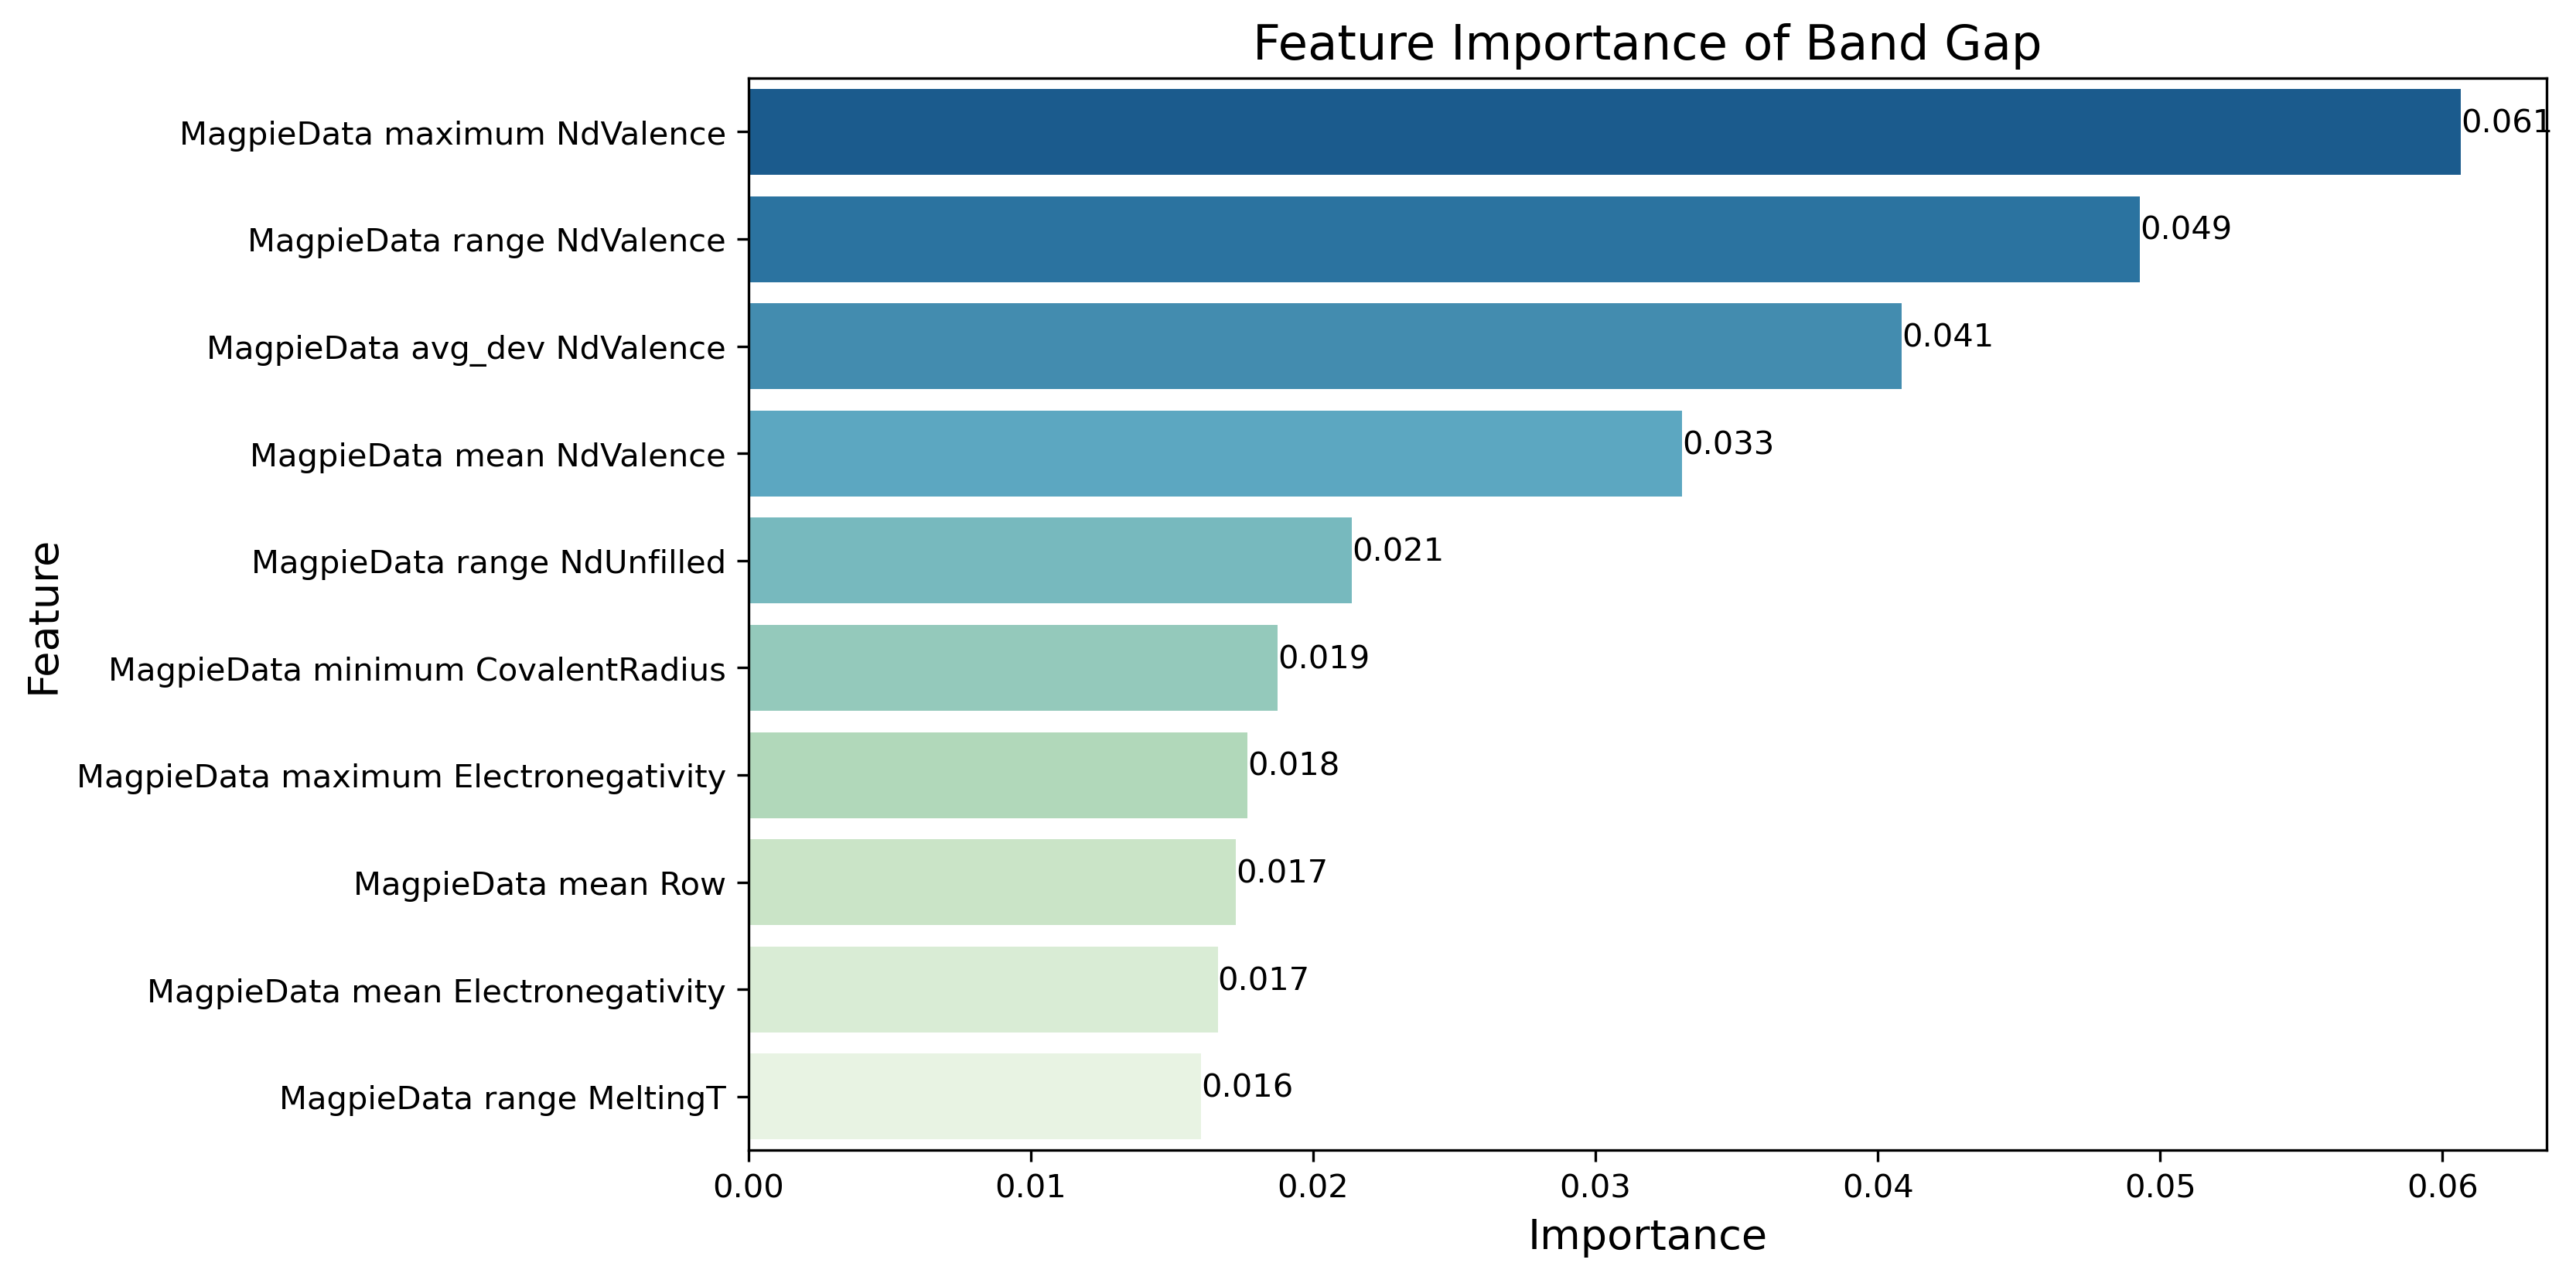 Feature Importance of Band Gap
MagpieData maximum NdValence 0.061
MagpieData range NdValence 0.049
MagpieData avg_dev NdValence 0.041
MagpieData mean NdValence 0.033
MagpieData range NdUnfilled 0.021
MagpieData minimum CovalentRadius 0.019
MagpieData maximum Electronegativity 0.018
MagpieData mean Row 0.017
MagpieData mean Electronegativity 0.017
MagpieData range MeltingT 0.016
Feature
0.00 0.01 0.02 0.03 0.04 0.05 0.06
Importance